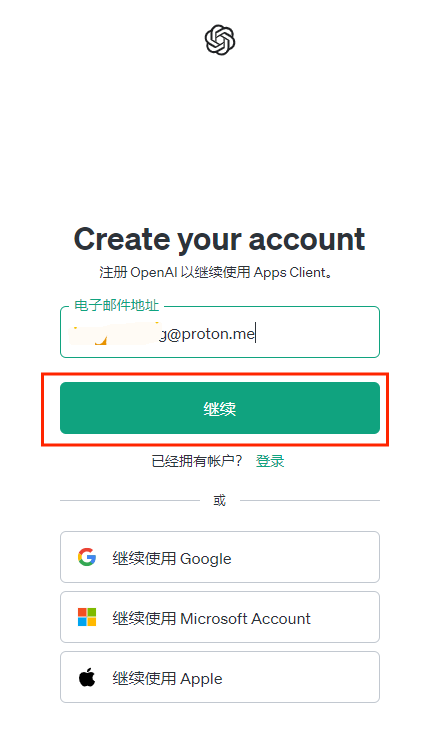 Create your account
注册 OpenAI 以继续使用 Apps Client。
电子邮件地址
g@proton.me
继续
已经拥有帐户? 登录
或
继续使用 Google
继续使用 Microsoft Account
继续使用 Apple